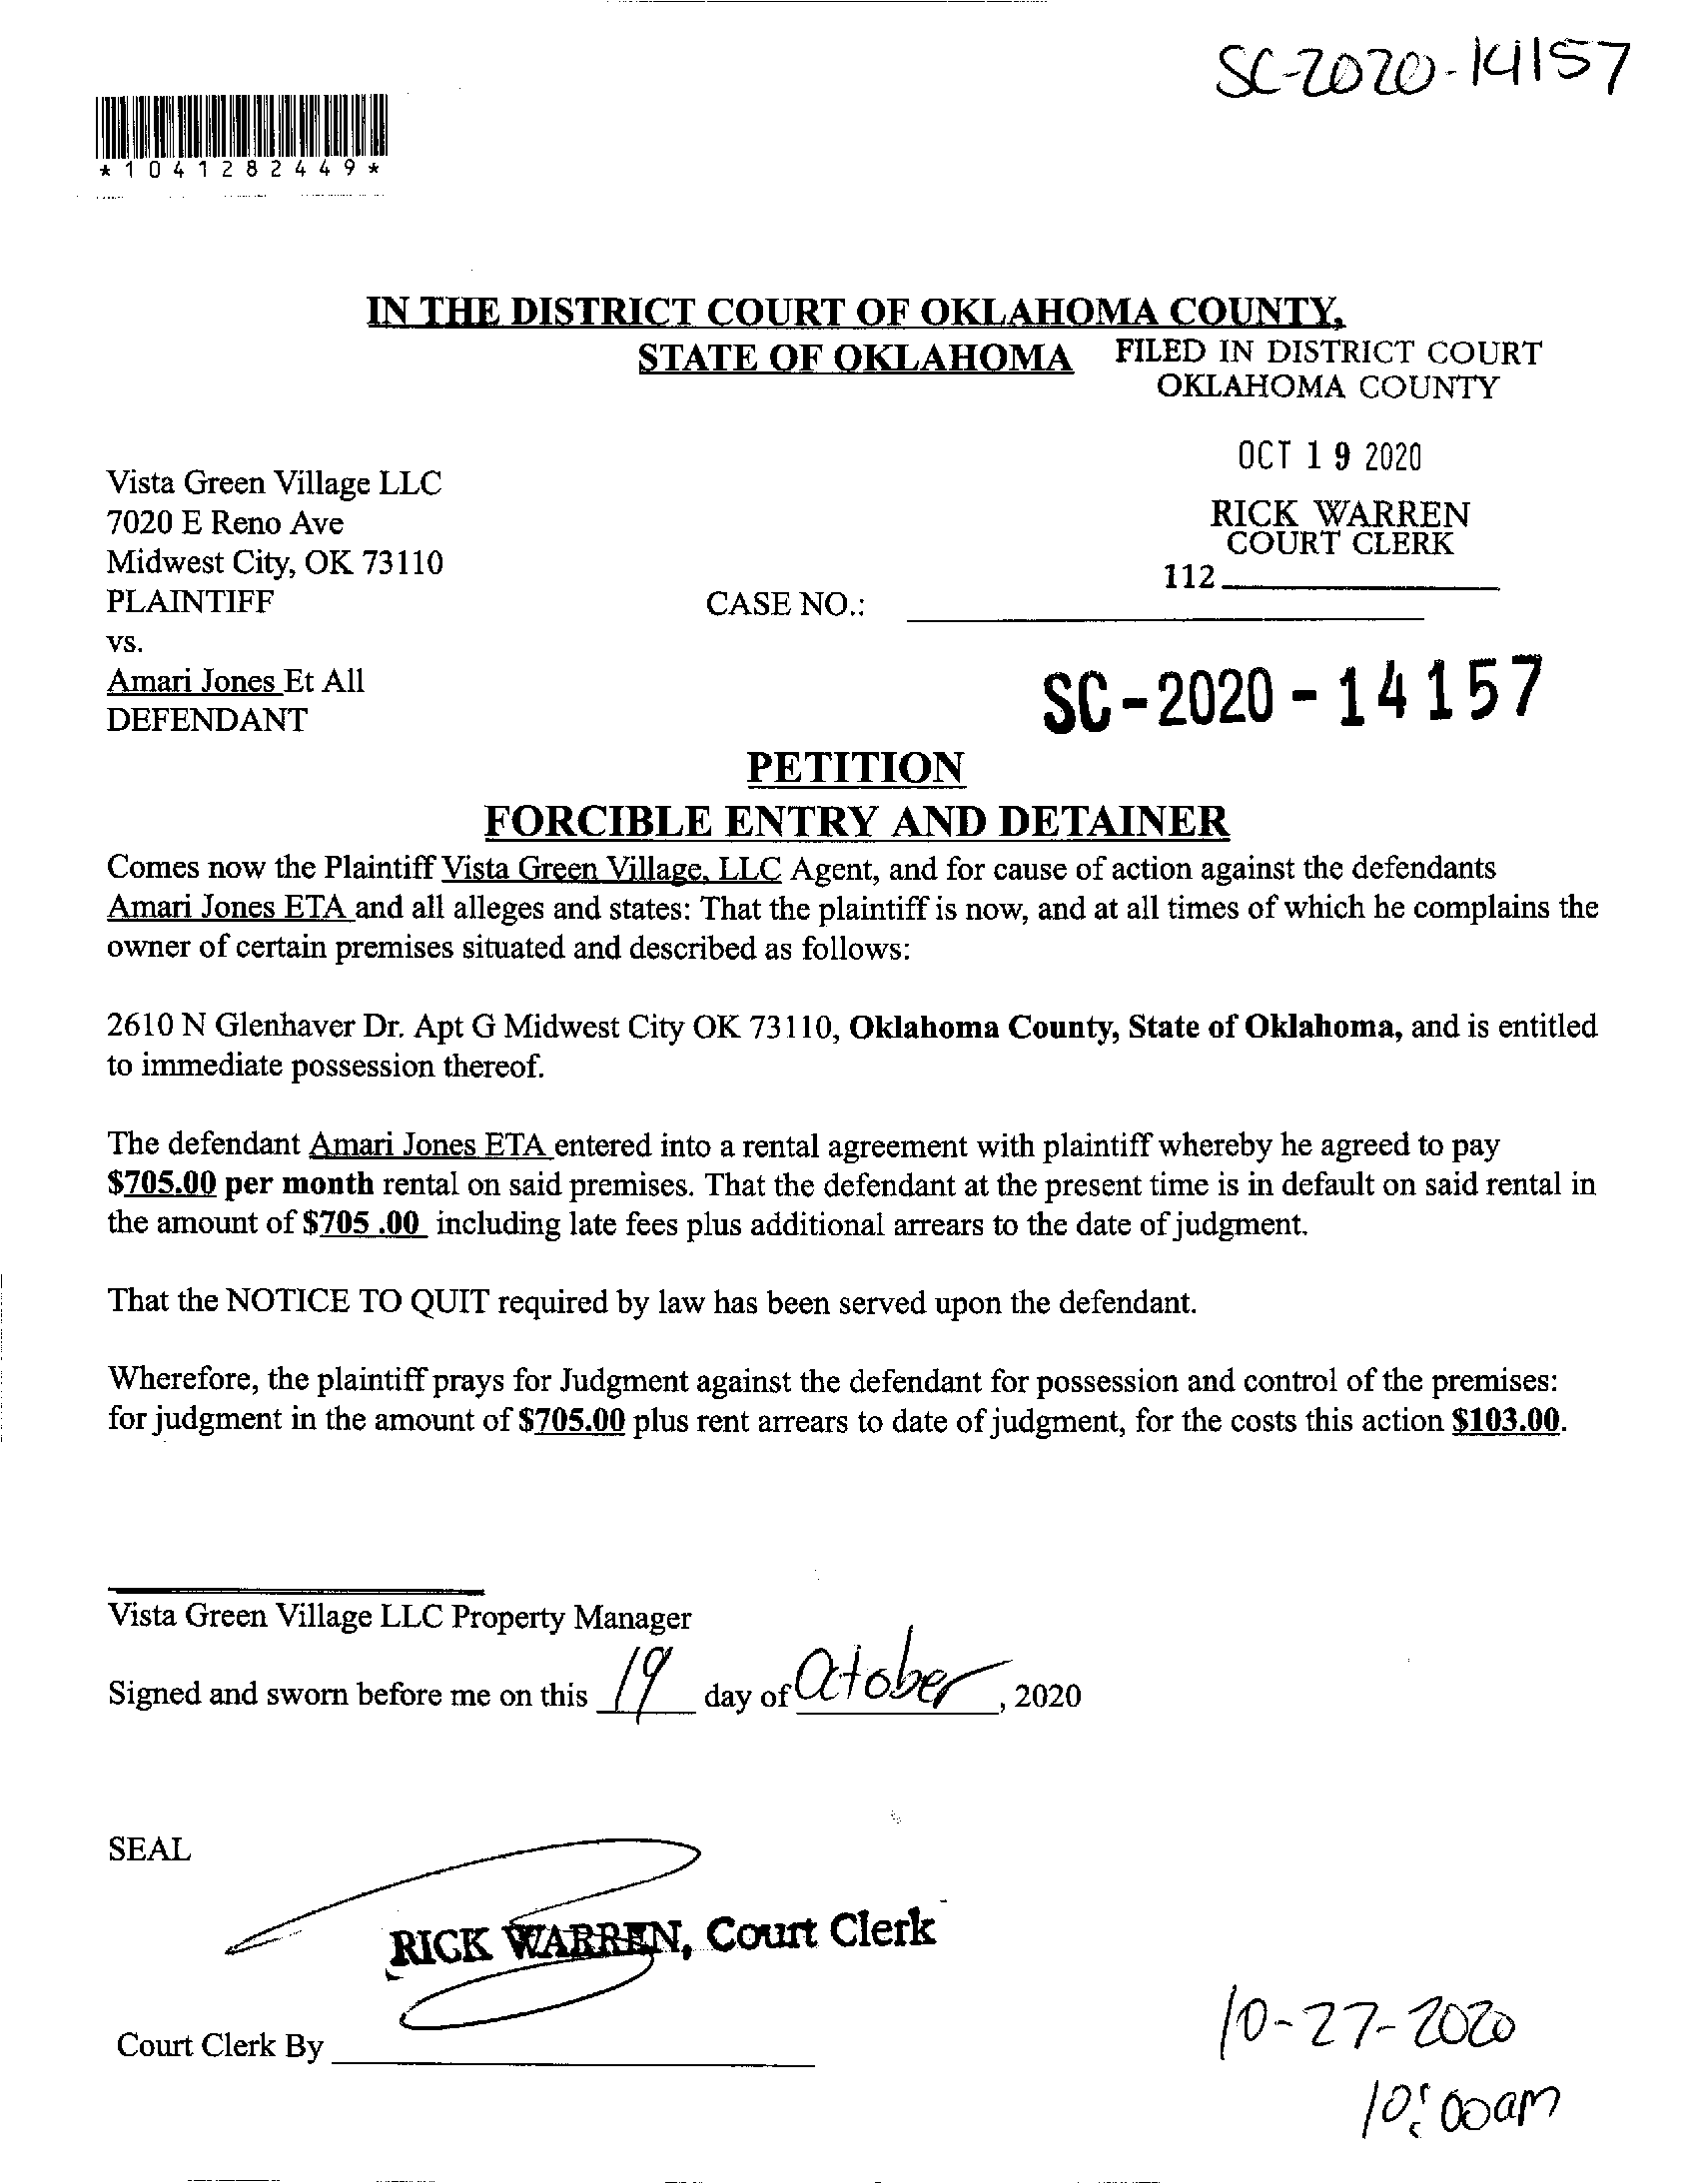 SC-2020-14157
*1041282449*
IN THE DISTRICT COURT OF OKLAHOMA COUNTY,
STATE OF OKLAHOMA
FILED IN DISTRICT COURT
OKLAHOMA COUNTY
OCT 19 2020
RICK WARREN
COURT CLERK
112
Vista Green Village LLC
7020 E Reno Ave
Midwest City, OK 73110
PLAINTIFF
CASE NO.:
vs.
Amari Jones Et All
DEFENDANT
SC-2020-14157
PETITION
FORCIBLE ENTRY AND DETAINER
Comes now the Plaintiff Vista Green Village, LLC Agent, and for cause of action against the defendants
Amari Jones ETA and all alleges and states: That the plaintiff is now, and at all times of which he complains the
owner of certain premises situated and described as follows:
2610 N Glenhaver Dr. Apt G Midwest City OK 73110, Oklahoma County, State of Oklahoma, and is entitled
to immediate possession thereof.
The defendant Amari Jones ETA entered into a rental agreement with plaintiff whereby he agreed to pay
$705.00 per month rental on said premises. That the defendant at the present time is in default on said rental in
the amount of $705 .00 including late fees plus additional arrears to the date of judgment.
That the NOTICE TO QUIT required by law has been served upon the defendant.
Wherefore, the plaintiff prays for Judgment against the defendant for possession and control of the premises:
for judgment in the amount of $705.00 plus rent arrears to date of judgment, for the costs this action $103.00.
Vista Green Village LLC Property Manager
Signed and sworn before me on this 19 day of October, 2020
SEAL
RICK WARREN, Court Clerk
Court Clerk By
10-27-2020
10:00am